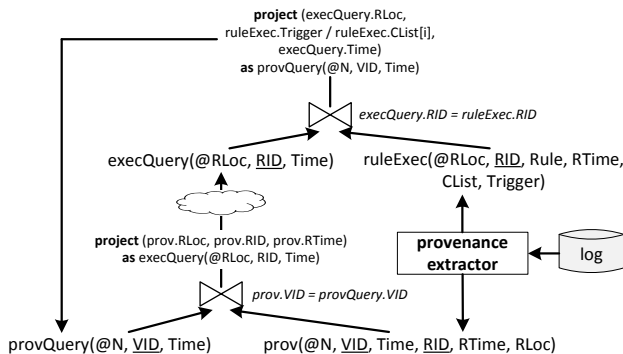 project (execQuery.RLoc,
ruleExec.Trigger / ruleExec.CList[i],
execQuery.Time)
as provQuery(@N, VID, Time)
execQuery.RID = ruleExec.RID
execQuery(@RLoc, RID, Time)
ruleExec(@RLoc, RID, Rule, RTime,
CList, Trigger)
project (prov.RLoc, prov.RID, prov.RTime)
as execQuery(@RLoc, RID, Time)
provenance
extractor
log
prov.VID = provQuery.VID
provQuery(@N, VID, Time)
prov(@N, VID, Time, RID, RTime, RLoc)